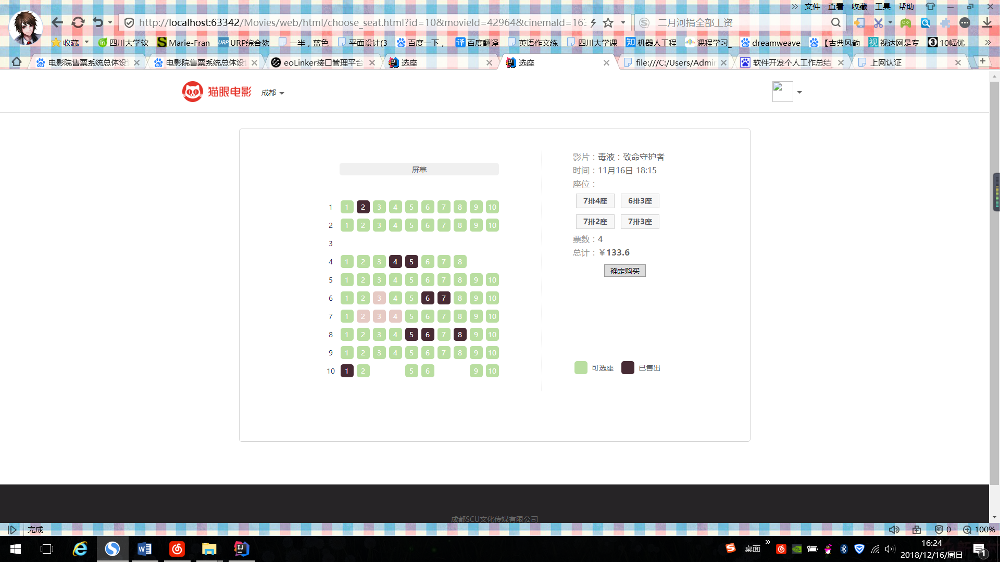 文件 查看 收藏 工具 帮助
http://localhost:63342/Movies/web/html/choose_seat.html?id=10&movieId=42964&cinemaId=163
二月河捐全部工资
收藏 四川大学软 Marie-Fran URP综合教 一半，蓝色 平面设计(3 百度一下， 百度翻译 英语作文练 四川大学课 机器人工程 课程学习_ dreamweave 【古典风韵 视达网是专 10幅优
电影院售票系统总体设计 电影院售票系统总体设计 eoLinker接口管理平台 选座 选座 file:///C:/Users/Admin 软件开发个人工作总结_ 上网认证
猫眼电影 成都
屏幕
1 1 2 3 4 5 6 7 8 9 10
2 1 2 3 4 5 6 7 8 9 10
3
4 1 2 3 4 5 6 7 8
5 1 2 3 4 5 6 7 8 9 10
6 1 2 3 4 5 6 7 8 9 10
7 1 2 3 4 5 6 7 8 9 10
8 1 2 3 4 5 6 7 8 9 10
9 1 2 3 4 5 6 7 8 9 10
10 1 2 5 6 9 10
影片：毒液：致命守护者
时间：11月16日 18:15
座位：
7排4座 6排3座
7排2座 7排3座
票数：4
总计：¥133.6
确定购买
可选座 已售出
成都SCU文化传媒有限公司
完成
0 100%
桌面
16:24
2018/12/16/周日
1